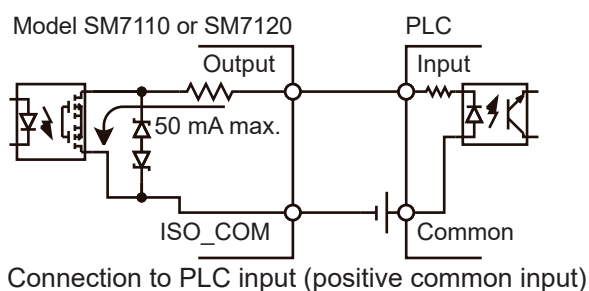 Model SM7110 or SM7120
PLC
Output
Input
50 mA max.
ISO_COM
Common
Connection to PLC input (positive common input)